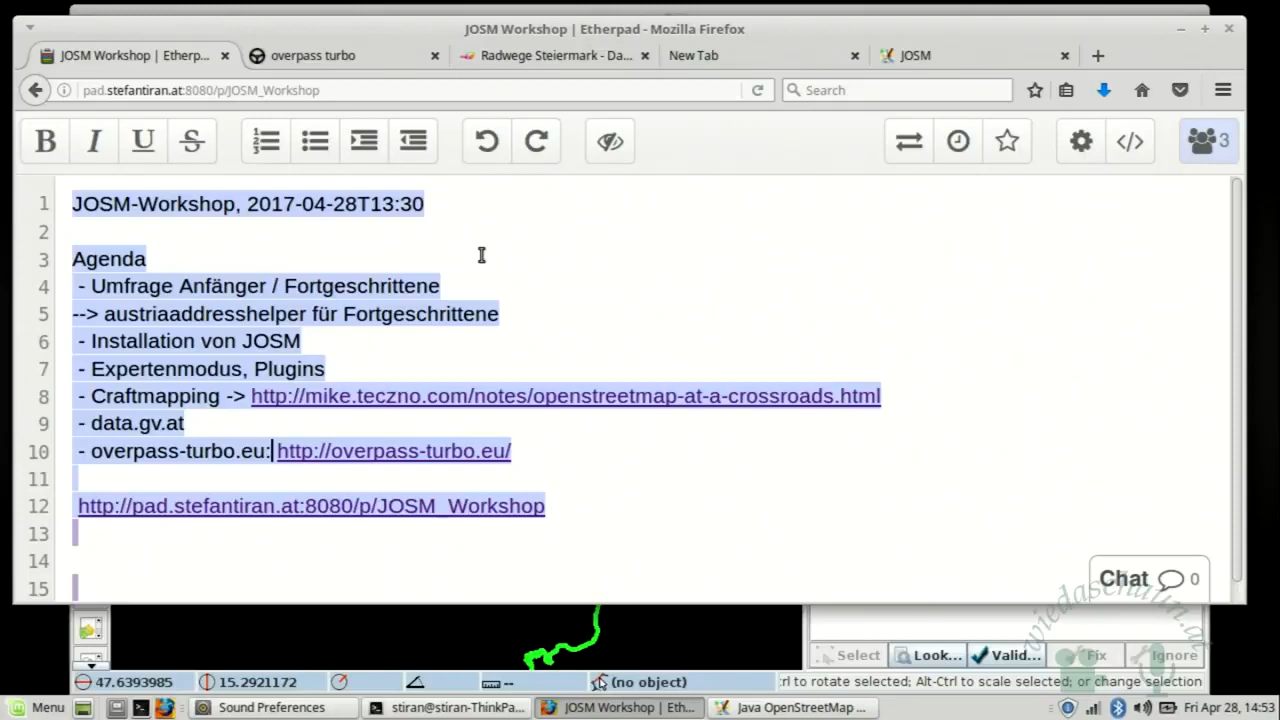 JOSM Workshop | Etherpad - Mozilla Firefox
JOSM Workshop | Etherp...
overpass turbo
Radwege Steiermark - Da...
New Tab
JOSM
pad.stefantiran.at:8080/p/JOSM_Workshop
Search
B I U S
3
1 JOSM-Workshop, 2017-04-28T13:30
2
3 Agenda
4 - Umfrage Anfänger / Fortgeschrittene
5 --> austriaaddresshelper für Fortgeschrittene
6 - Installation von JOSM
7 - Expertenmodus, Plugins
8 - Craftmapping -> http://mike.teczno.com/notes/openstreetmap-at-a-crossroads.html
9 - data.gv.at
10 - overpass-turbo.eu: http://overpass-turbo.eu/
11
12 http://pad.stefantiran.at:8080/p/JOSM_Workshop
13
14
15
Chat 0
wiedaschaun.at
Select
Look...
Valid...
Fix
Ignore
47.6393985
15.2921172
--
(no object)
rl to rotate selected; Alt-Ctrl to scale selected; or change selection
Menu
Sound Preferences
stiran@stiran-ThinkPa...
JOSM Workshop | Eth...
Java OpenStreetMap ...
Fri Apr 28, 14:53